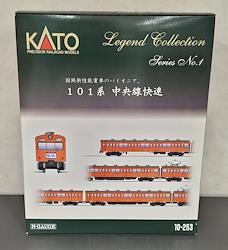 KATO
PRECISION RAILROAD MODELS
Legend Collection
Series No.1
国鉄新性能電車のパイオニア。
101系 中央線快速
N-GAUGE
10-253